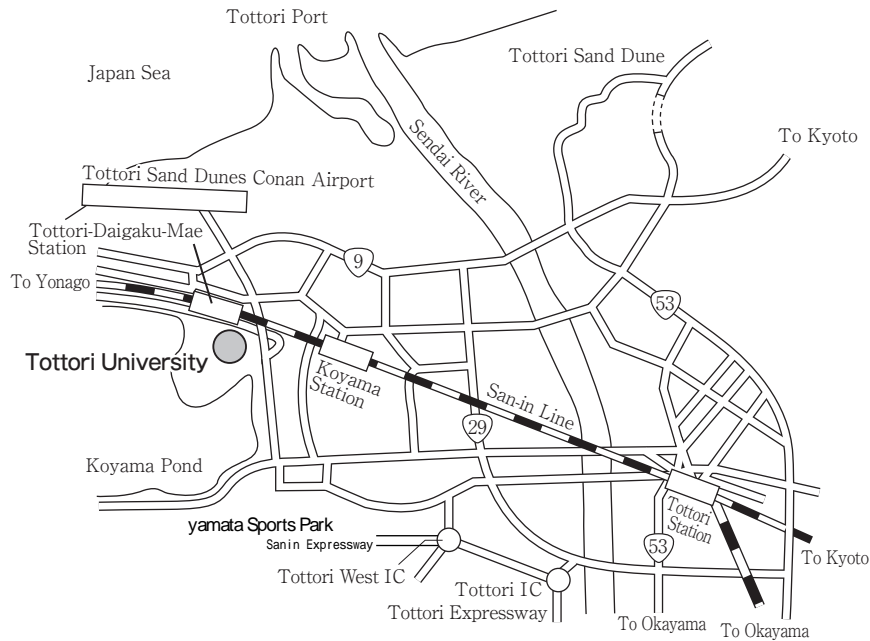 Tottori Port
Tottori Sand Dune
Japan Sea
Sendai River
To Kyoto
Tottori Sand Dunes Conan Airport
Tottori-Daigaku-Mae
Station
9
To Yonago
53
Tottori University
Koyama
Station
San-in Line
29
Koyama Pond
Tottori
Station
yamata Sports Park
Sanin Expressway
53
To Kyoto
Tottori West IC
Tottori IC
Tottori Expressway
To Okayama
To Okayama